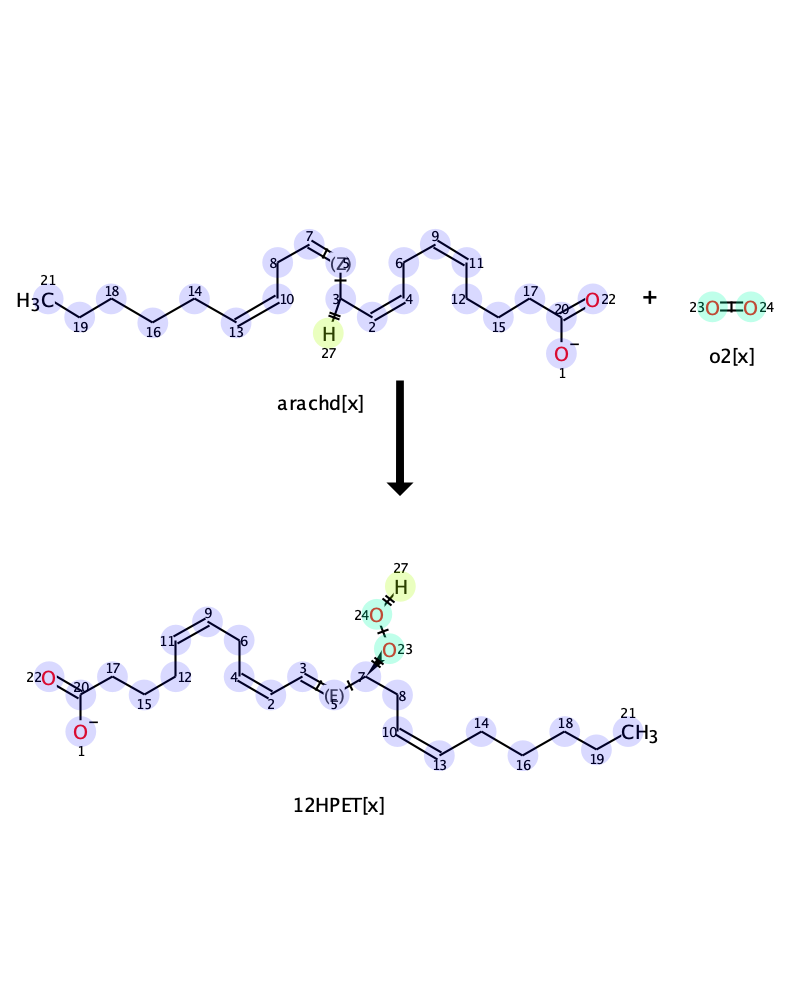 7 9
8 (Z) 5 6 11
21 H3C 18 14 10 3 4 12 17 20 O 22 + 23 O O 24
19 16 13 H 2 15 O − o2[x]
27 1
arachd[x]
27
H
24 O
9 O 23
11 6
22 O 20 17 12 4 3 (E) 7 8 21
15 2 5 10 14 18 CH3
O − 13 16 19
1
12HPET[x]